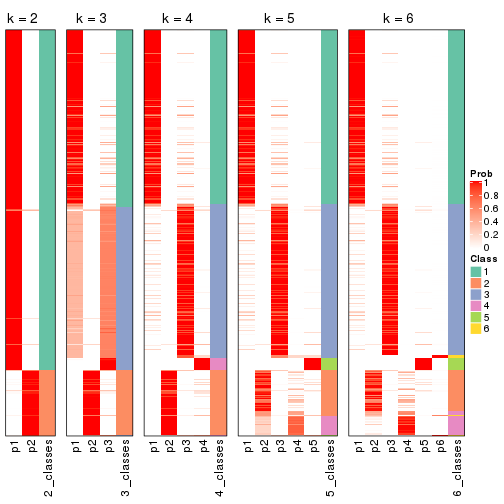 k = 2
k = 3
k = 4
k = 5
k = 6
Prob
1
0.8
0.6
0.4
0.2
0
Class
1
2
3
4
5
6
p1
p2
2_classes
p1
p2
p3
3_classes
p1
p2
p3
p4
4_classes
p1
p2
p3
p4
p5
5_classes
p1
p2
p3
p4
p5
p6
6_classes